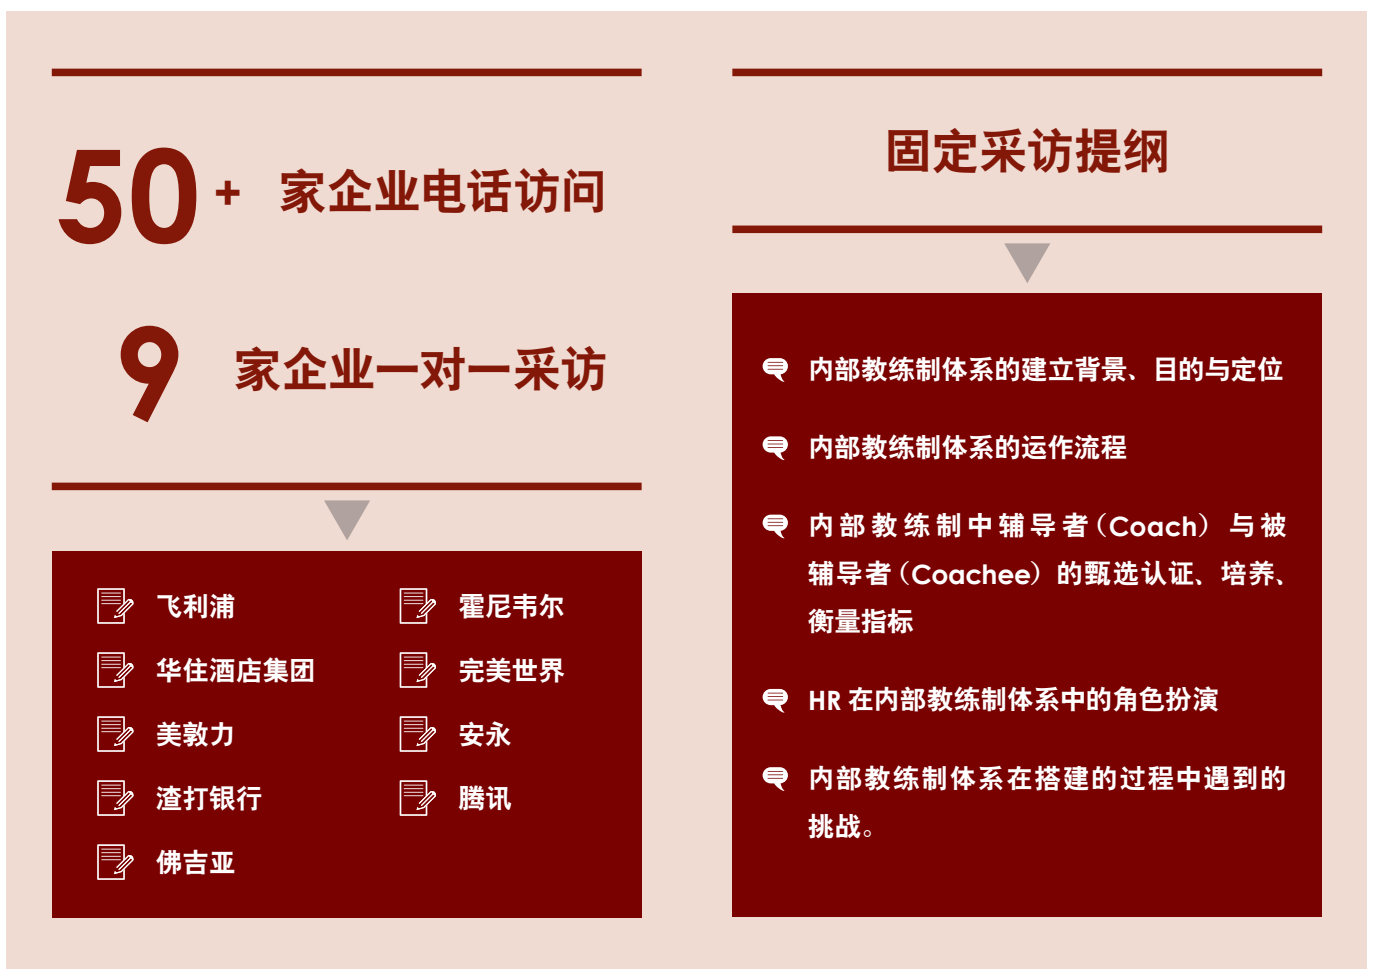 50+ 家企业电话访问
9 家企业一对一采访
飞利浦
华住酒店集团
美敦力
渣打银行
佛吉亚
霍尼韦尔
完美世界
安永
腾讯
固定采访提纲
内部教练制体系的建立背景、目的与定位
内部教练制体系的运作流程
内部教练制中辅导者（Coach）与被
辅导者（Coachee）的甄选认证、培养、
衡量指标
HR 在内部教练制体系中的角色扮演
内部教练制体系在搭建的过程中遇到的
挑战。